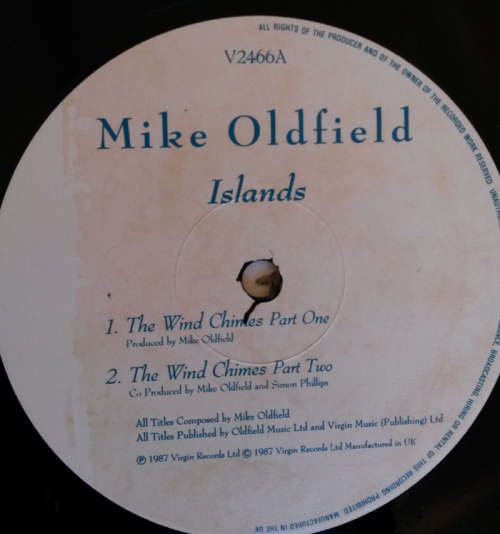 ALL RIGHTS OF THE PRODUCER AND OF THE OWNER OF THE RECORDED WORK RESERVED.
V2466A
Mike Oldfield
Islands
1. The Wind Chimes Part One
Produced by Mike Oldfield
2. The Wind Chimes Part Two
Co Produced by Mike Oldfield and Simon Phillips
All Titles Composed by Mike Oldfield
All Titles Published by Oldfield Music Ltd and Virgin Music (Publishing) Ltd
℗ 1987 Virgin Records Ltd © 1987 Virgin Records Ltd Manufactured in UK
BROADCASTING, HIRING OR RENTAL OF THIS RECORDING PROHIBITED. MANUFACTURED IN THE UK